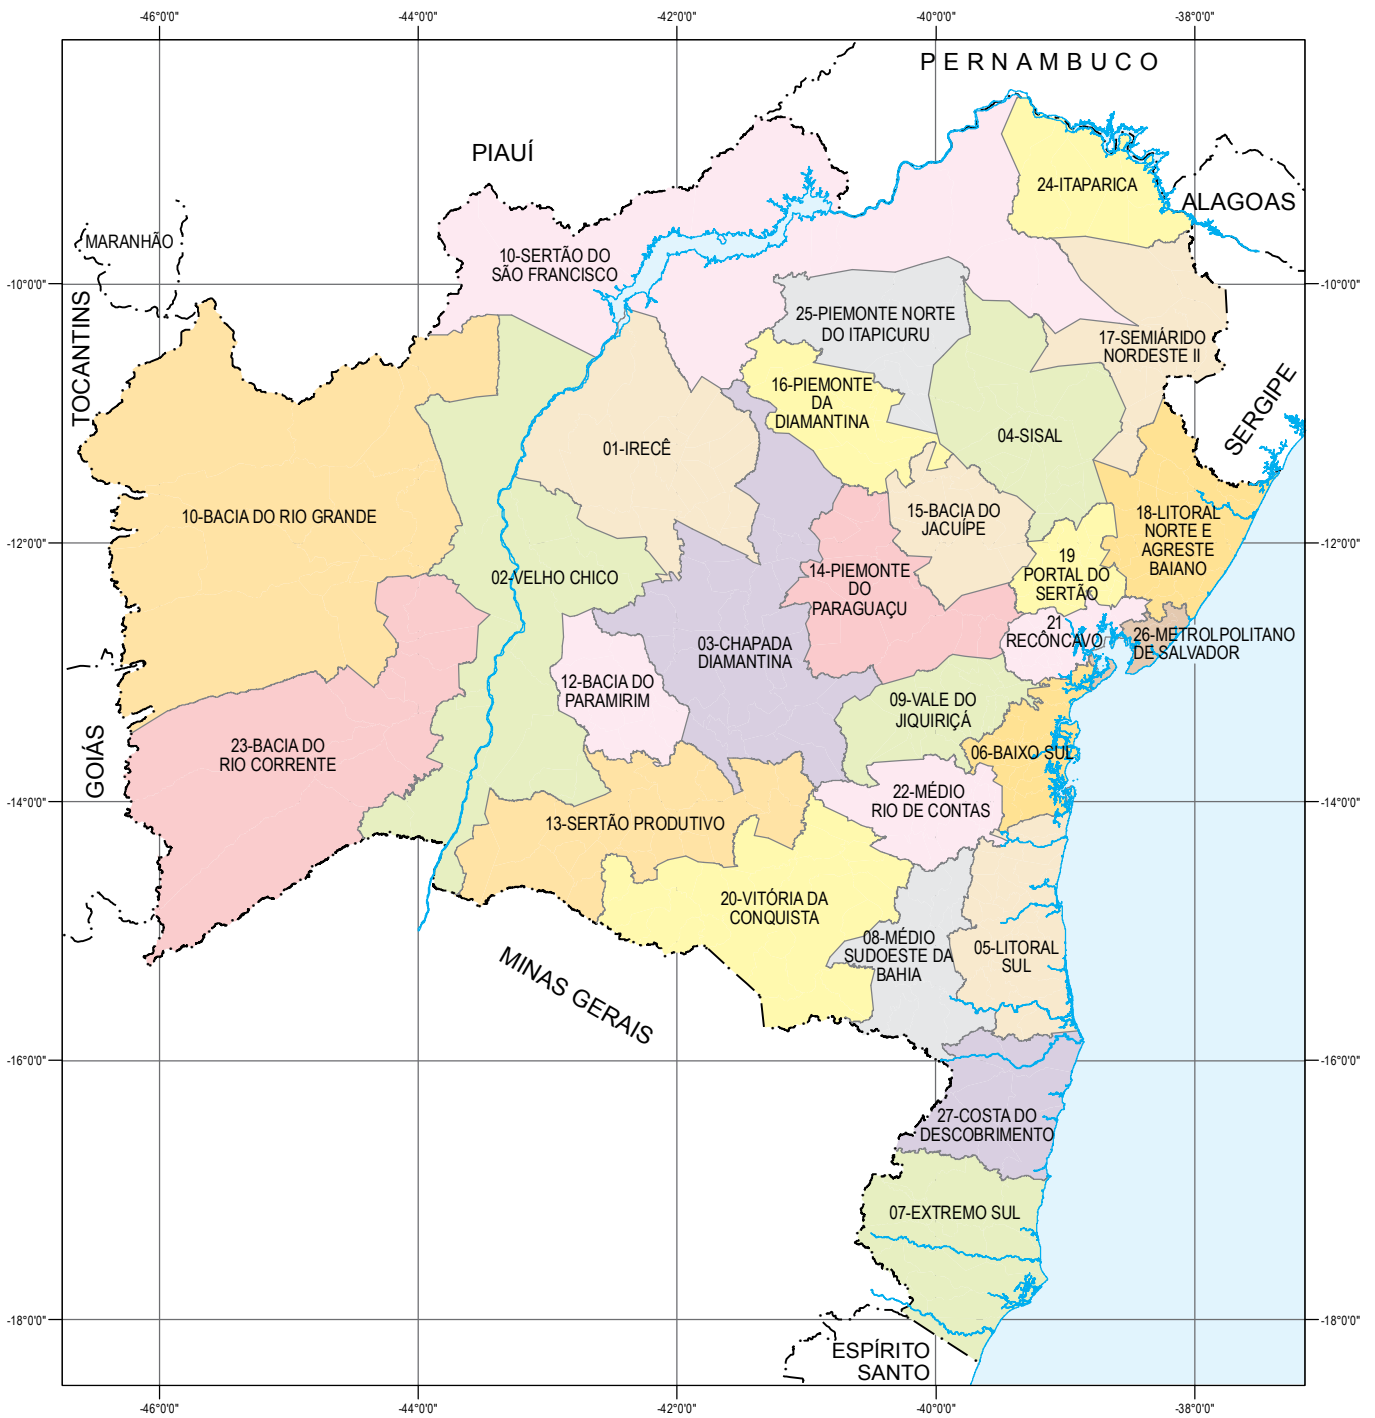 -46°0'0"
-44°0'0"
-42°0'0"
-40°0'0"
-38°0'0"
PERNAMBUCO
PIAUÍ
24-ITAPARICA
ALAGOAS
MARANHÃO
10-SERTÃO DO
SÃO FRANCISCO
-10°0'0"
-10°0'0"
TOCANTINS
25-PIEMONTE NORTE
DO ITAPICURU
17-SEMIÁRIDO
NORDESTE II
16-PIEMONTE
DA
DIAMANTINA
SERGIPE
04-SISAL
01-IRECÊ
10-BACIA DO RIO GRANDE
15-BACIA DO
JACUÍPE
18-LITORAL
NORTE E
AGRESTE
BAIANO
-12°0'0"
-12°0'0"
19
PORTAL DO
SERTÃO
02-VELHO CHICO
14-PIEMONTE
DO
PARAGUAÇU
21
RECÔNCAVO
26-METROLPOLITANO
DE SALVADOR
03-CHAPADA
DIAMANTINA
12-BACIA DO
PARAMIRIM
09-VALE DO
JIQUIRIÇÁ
GOIÁS
23-BACIA DO
RIO CORRENTE
06-BAIXO SUL
-14°0'0"
-14°0'0"
22-MÉDIO
RIO DE CONTAS
13-SERTÃO PRODUTIVO
20-VITÓRIA DA
CONQUISTA
08-MÉDIO
SUDOESTE DA
BAHIA
05-LITORAL
SUL
MINAS GERAIS
-16°0'0"
-16°0'0"
27-COSTA DO
DESCOBRIMENTO
07-EXTREMO SUL
-18°0'0"
-18°0'0"
ESPÍRITO
SANTO
-46°0'0"
-44°0'0"
-42°0'0"
-40°0'0"
-38°0'0"